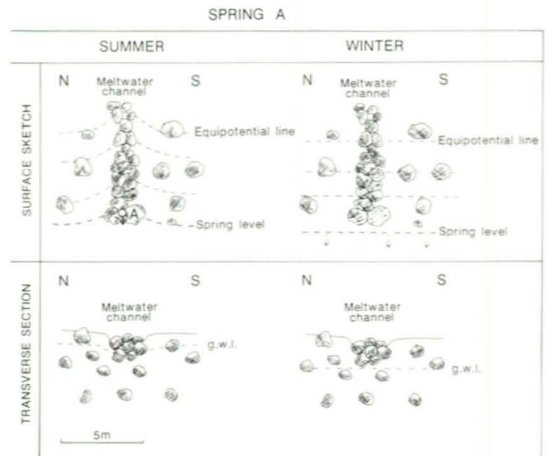 SPRING A
SUMMER
WINTER
SURFACE SKETCH
N
Meltwater
channel
S
Equipotential line
A
Spring level
N
Meltwater
channel
S
Equipotential line
Spring level
TRANSVERSE SECTION
N
S
Meltwater
channel
g.w.l.
5m
N
S
Meltwater
channel
g.w.l.